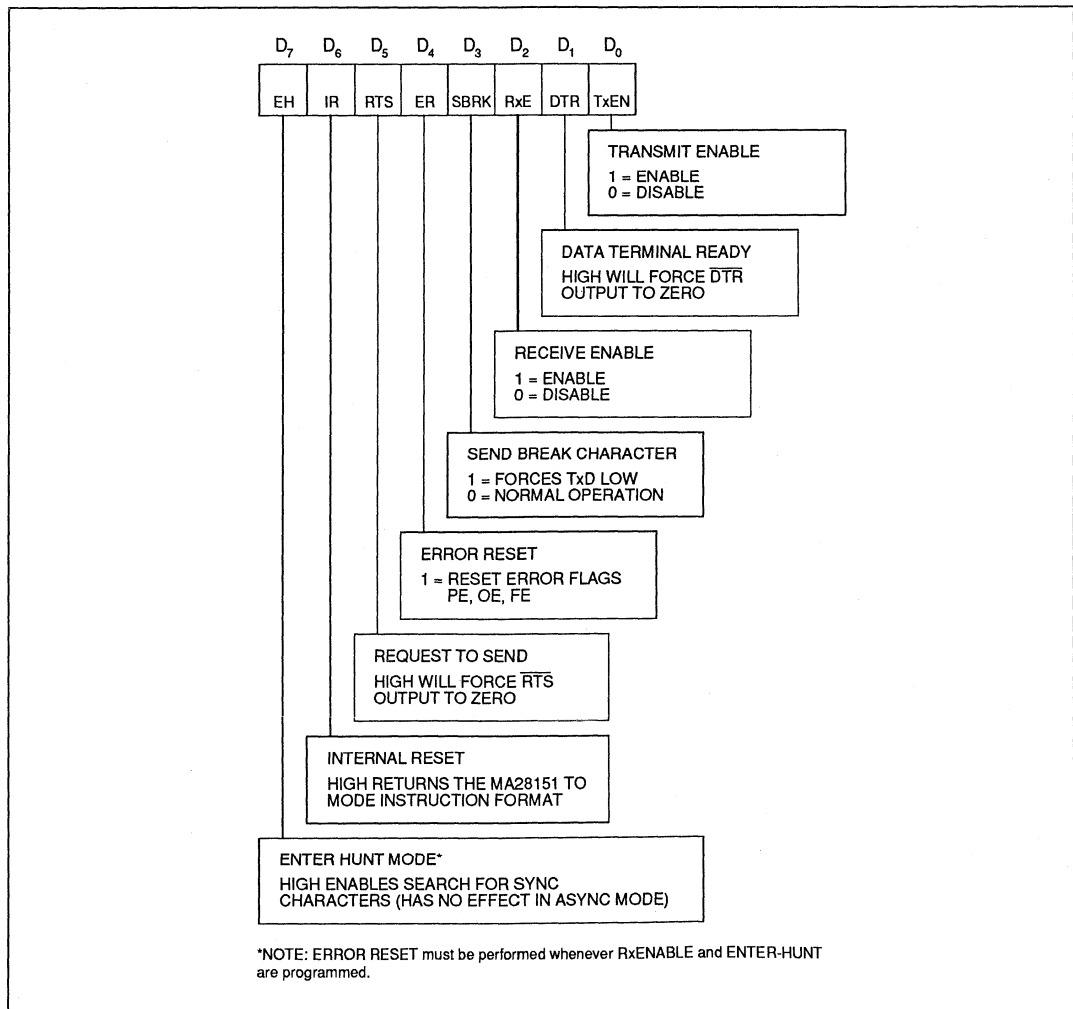 D7 D6 D5 D4 D3 D2 D1 D0
EH IR RTS ER SBRK RxE DTR TxEN
TRANSMIT ENABLE
1 = ENABLE
0 = DISABLE
DATA TERMINAL READY
HIGH WILL FORCE D̅T̅R̅
OUTPUT TO ZERO
RECEIVE ENABLE
1 = ENABLE
0 = DISABLE
SEND BREAK CHARACTER
1 = FORCES TxD LOW
0 = NORMAL OPERATION
ERROR RESET
1 = RESET ERROR FLAGS
PE, OE, FE
REQUEST TO SEND
HIGH WILL FORCE R̅T̅S̅
OUTPUT TO ZERO
INTERNAL RESET
HIGH RETURNS THE MA28151 TO
MODE INSTRUCTION FORMAT
ENTER HUNT MODE*
HIGH ENABLES SEARCH FOR SYNC
CHARACTERS (HAS NO EFFECT IN ASYNC MODE)
*NOTE: ERROR RESET must be performed whenever RxENABLE and ENTER-HUNT
are programmed.